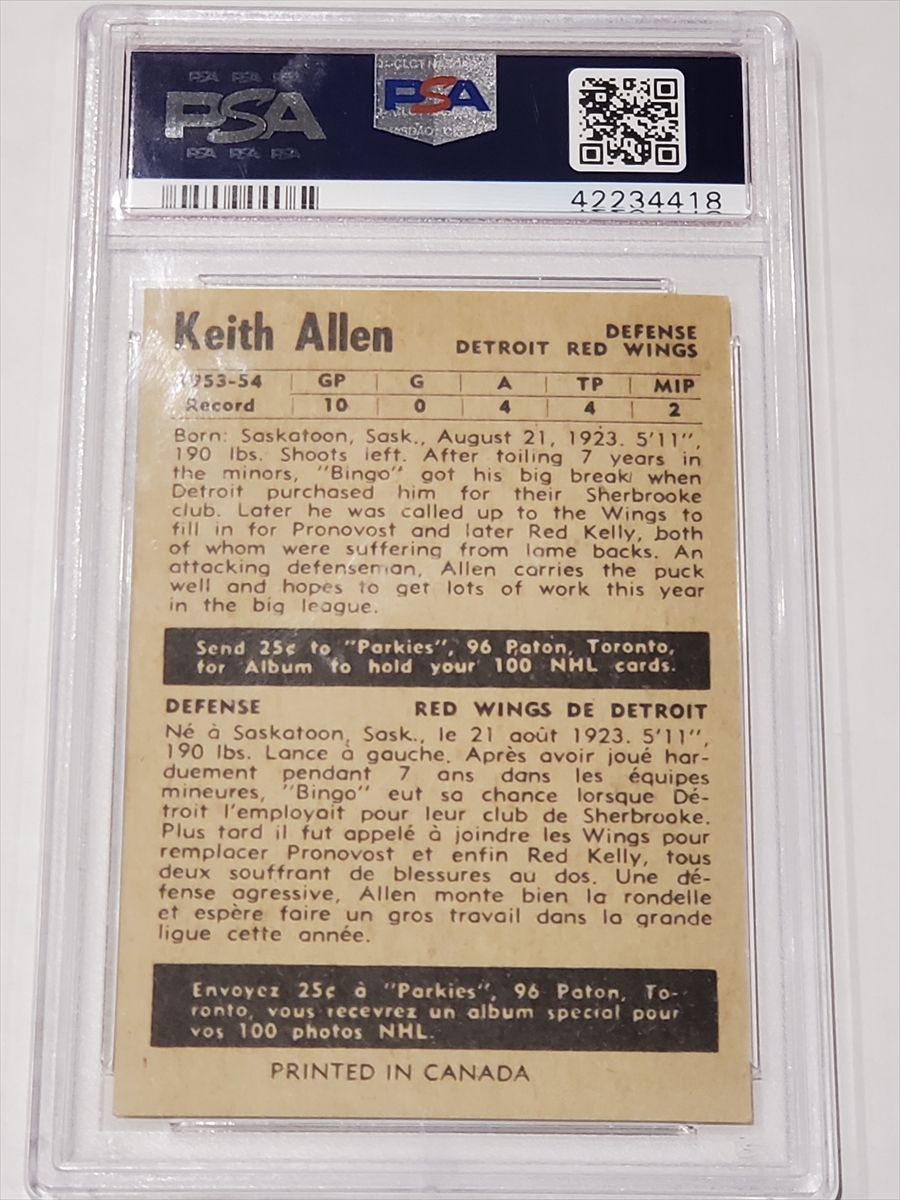 PSA PSA PSA
PSA
PSA PSA PSA
PSA
42234418
Keith Allen
DEFENSE
DETROIT RED WINGS
1953-54 GP G A TP MIP
Record 10 0 4 4 2
Born: Saskatoon, Sask., August 21, 1923. 5'11",
190 lbs. Shoots left. After toiling 7 years in
the minors, "Bingo" got his big break when
Detroit purchased him for their Sherbrooke
club. Later he was called up to the Wings to
fill in for Pronovost and later Red Kelly, both
of whom were suffering from lame backs. An
attacking defenseman, Allen carries the puck
well and hopes to get lots of work this year
in the big league.
Send 25¢ to "Parkies", 96 Paton, Toronto,
for Album to hold your 100 NHL cards.
DEFENSE RED WINGS DE DETROIT
Né à Saskatoon, Sask., le 21 août 1923. 5'11",
190 lbs. Lance à gauche. Après avoir joué har-
duement pendant 7 ans dans les équipes
mineures, "Bingo" eut sa chance lorsque Dé-
troit l'employait pour leur club de Sherbrooke.
Plus tard il fut appelé à joindre les Wings pour
remplacer Pronovost et enfin Red Kelly, tous
deux souffrant de blessures au dos. Une dé-
fense agressive, Allen monte bien la rondelle
et espère faire un gros travail dans la grande
ligue cette année.
Envoyez 25¢ à "Parkies", 96 Paton, To-
ronto, vous recevrez un album special pour
vos 100 photos NHL.
PRINTED IN CANADA